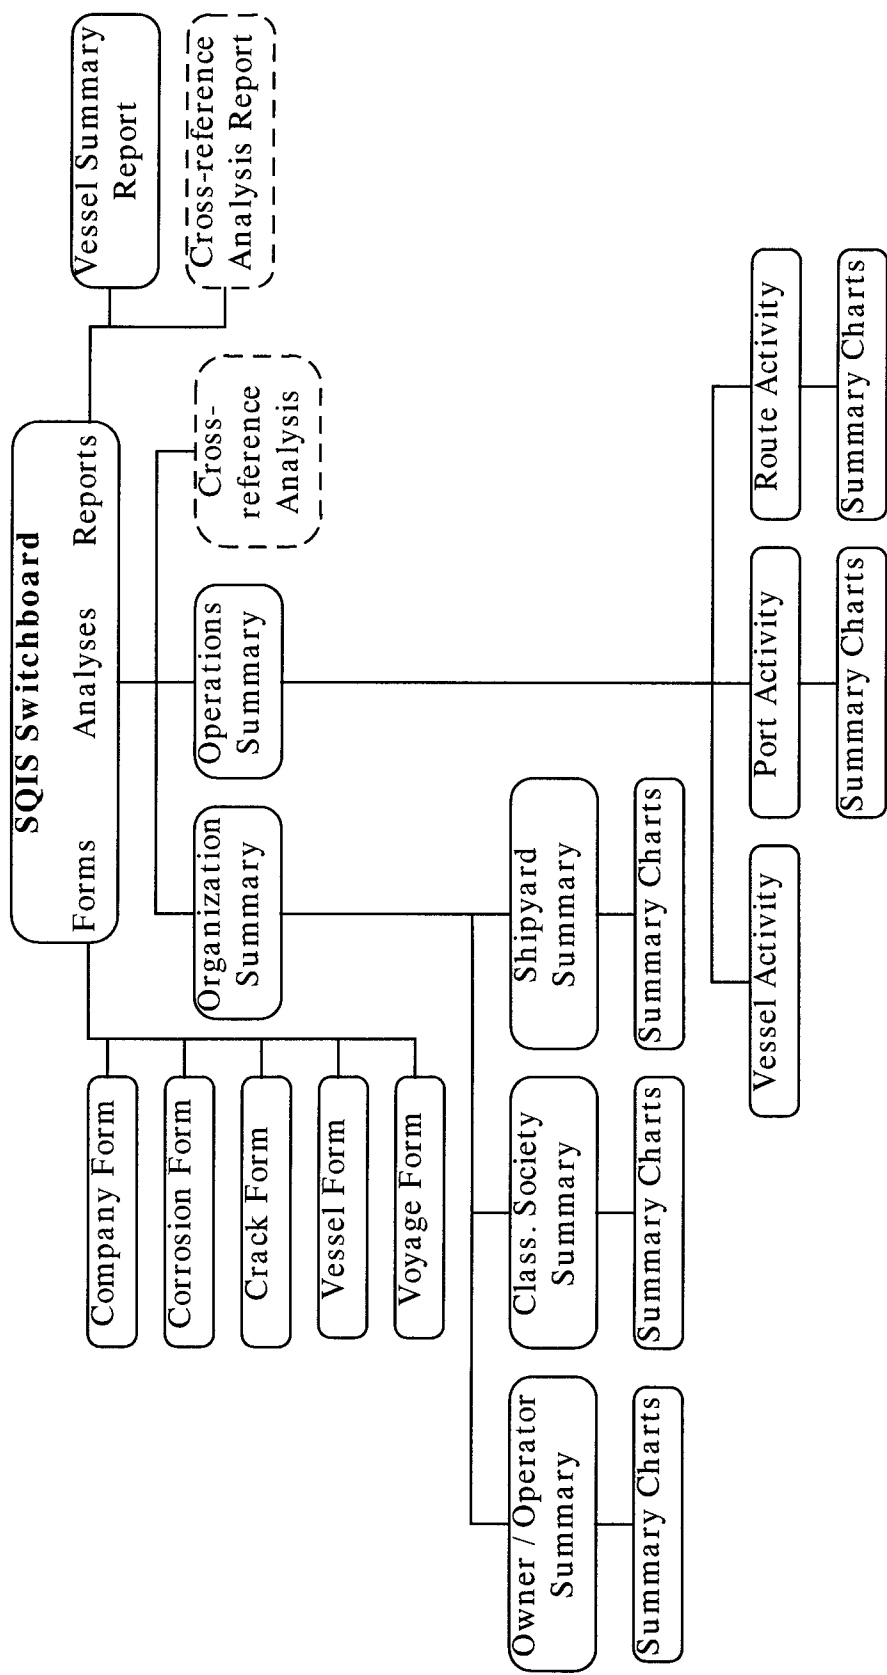 SQIS Switchboard
Forms Analyses Reports
Company Form
Corrosion Form
Crack Form
Vessel Form
Voyage Form
Organization
Summary
Operations
Summary
Cross-
reference
Analysis
Vessel Summary
Report
Cross-reference
Analysis Report
Owner / Operator
Summary
Summary Charts
Class. Society
Summary
Summary Charts
Shipyard
Summary
Summary Charts
Vessel Activity
Port Activity
Summary Charts
Route Activity
Summary Charts